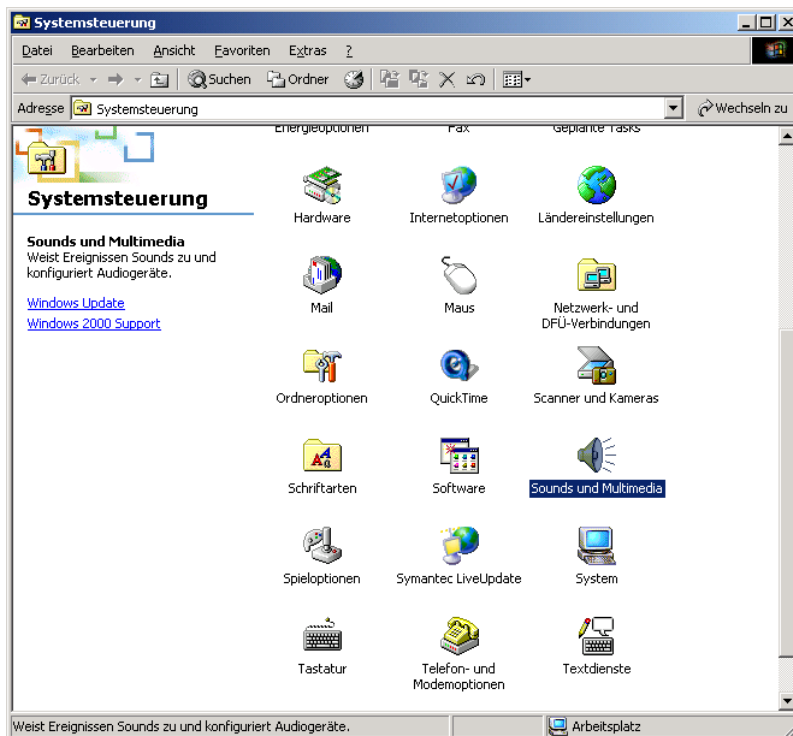 Systemsteuerung
Datei Bearbeiten Ansicht Favoriten Extras ?
Zurück Suchen Ordner
Adresse Systemsteuerung Wechseln zu
Energieoptionen Fax Geplante Tasks
Systemsteuerung
Sounds und Multimedia
Weist Ereignissen Sounds zu und
konfiguriert Audiogeräte.
Windows Update
Windows 2000 Support
Hardware Internetoptionen Ländereinstellungen
Mail Maus Netzwerk- und
DFÜ-Verbindungen
Ordneroptionen QuickTime Scanner und Kameras
Schriftarten Software Sounds und Multimedia
Spieloptionen Symantec LiveUpdate System
Tastatur Telefon- und Textdienste
Modemoptionen
Weist Ereignissen Sounds zu und konfiguriert Audiogeräte. Arbeitsplatz